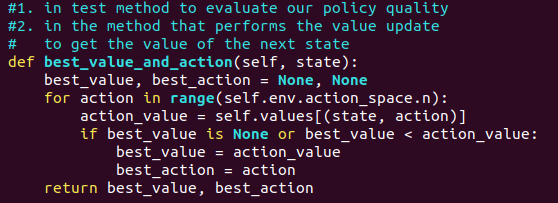 #1. in test method to evaluate our policy quality
#2. in the method that performs the value update
#   to get the value of the next state
def best_value_and_action(self, state):
    best_value, best_action = None, None
    for action in range(self.env.action_space.n):
        action_value = self.values[(state, action)]
        if best_value is None or best_value < action_value:
            best_value = action_value
            best_action = action
    return best_value, best_action